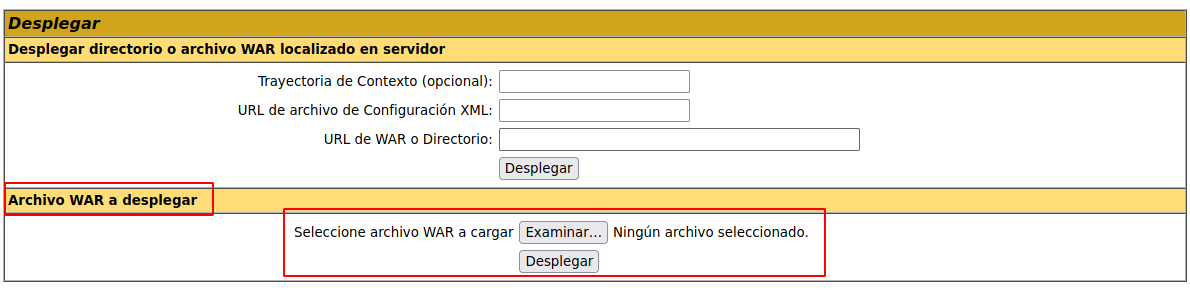 Desplegar
Desplegar directorio o archivo WAR localizado en servidor
Trayectoria de Contexto (opcional):
URL de archivo de Configuración XML:
URL de WAR o Directorio:
Desplegar
Archivo WAR a desplegar
Seleccione archivo WAR a cargar Examinar... Ningún archivo seleccionado.
Desplegar